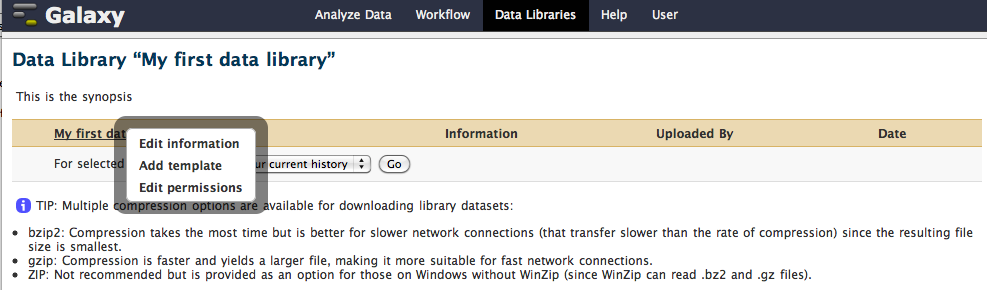 Galaxy Analyze Data Workflow Data Libraries Help User
Data Library “My first data library”
This is the synopsis
My first dat Information Uploaded By Date
Edit information
For selected ur current history Go
Add template
Edit permissions
TIP: Multiple compression options are available for downloading library datasets:
bzip2: Compression takes the most time but is better for slower network connections (that transfer slower than the rate of compression) since the resulting file
size is smallest.
gzip: Compression is faster and yields a larger file, making it more suitable for fast network connections.
ZIP: Not recommended but is provided as an option for those on Windows without WinZip (since WinZip can read .bz2 and .gz files).